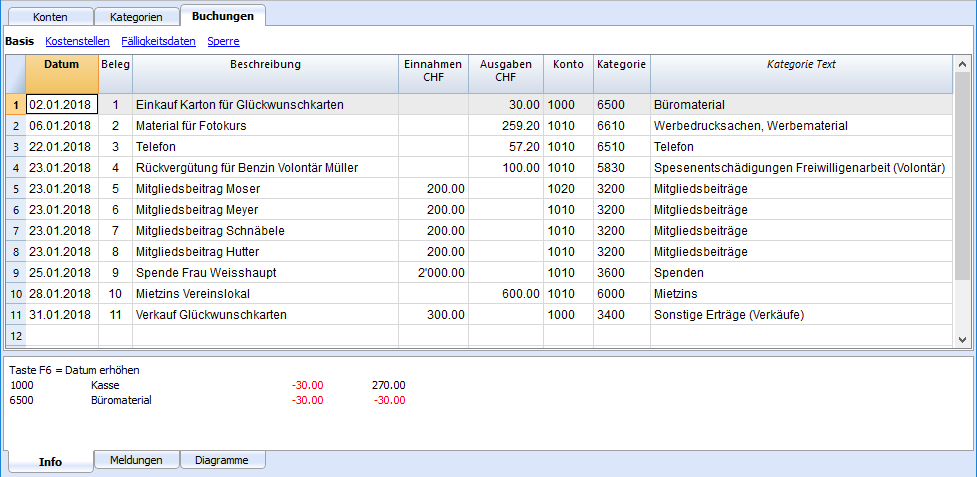 Konten Kategorien Buchungen
Basis Kostenstellen Fälligkeitsdaten Sperre
Datum Beleg Beschreibung Einnahmen CHF Ausgaben CHF Konto Kategorie Kategorie Text
1 02.01.2018 1 Einkauf Karton für Glückwunschkarten 30.00 1000 6500 Büromaterial
2 06.01.2018 2 Material für Fotokurs 259.20 1010 6610 Werbedrucksachen, Werbematerial
3 22.01.2018 3 Telefon 57.20 1010 6510 Telefon
4 23.01.2018 4 Rückvergütung für Benzin Volontär Müller 100.00 1010 5830 Spesenentschädigungen Freiwilligenarbeit (Volontär)
5 23.01.2018 5 Mitgliedsbeitrag Moser 200.00 1020 3200 Mitgliedsbeiträge
6 23.01.2018 6 Mitgliedsbeitrag Meyer 200.00 1010 3200 Mitgliedsbeiträge
7 23.01.2018 7 Mitgliedsbeitrag Schnäbele 200.00 1010 3200 Mitgliedsbeiträge
8 23.01.2018 8 Mitgliedsbeitrag Hutter 200.00 1010 3200 Mitgliedsbeiträge
9 25.01.2018 9 Spende Frau Weisshaupt 2'000.00 1010 3600 Spenden
10 28.01.2018 10 Mietzins Vereinslokal 600.00 1010 6000 Mietzins
11 31.01.2018 11 Verkauf Glückwunschkarten 300.00 1000 3400 Sonstige Erträge (Verkäufe)
12
Taste F6 = Datum erhöhen
1000 Kasse -30.00 270.00
6500 Büromaterial -30.00 -30.00
Info Meldungen Diagramme